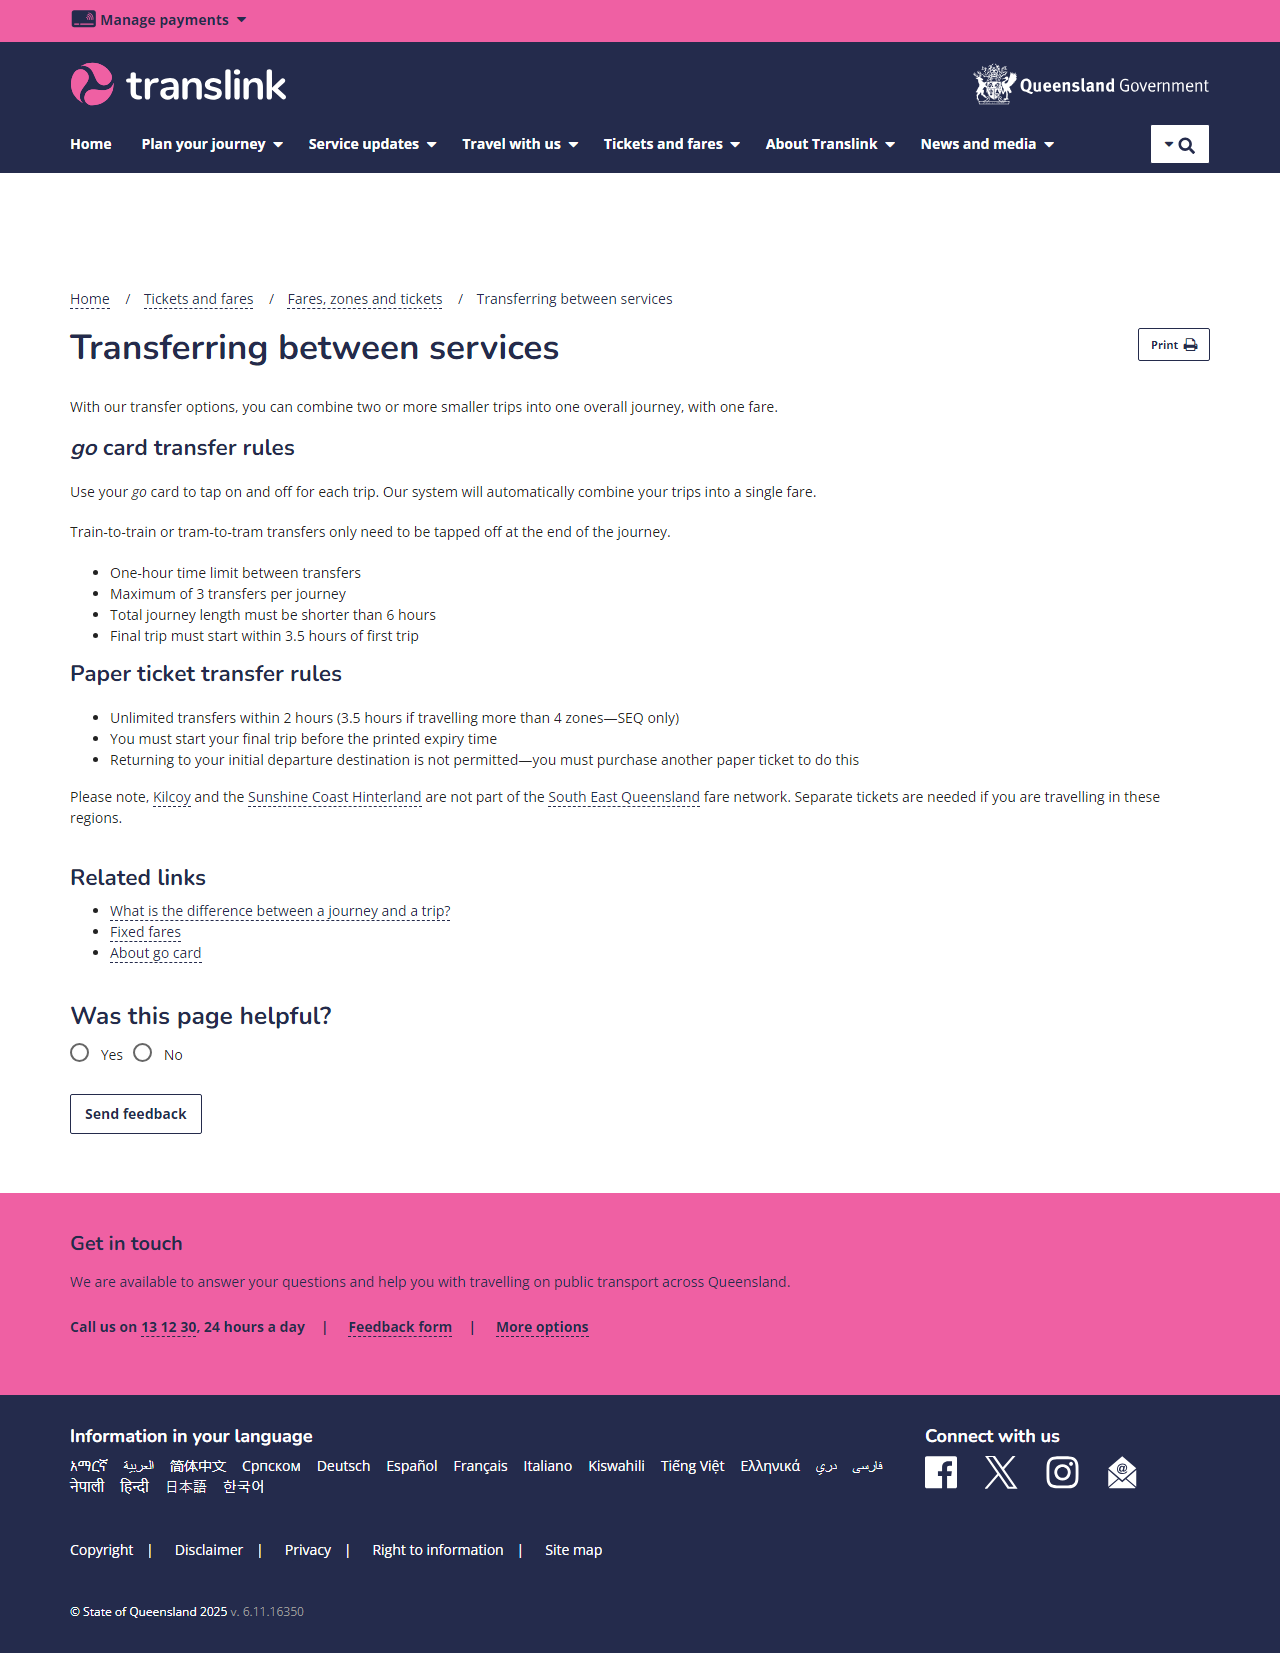 Manage payments
translink
Queensland Government
Home Plan your journey Service updates Travel with us Tickets and fares About Translink News and media
Home / Tickets and fares / Fares, zones and tickets / Transferring between services
Transferring between services
Print
With our transfer options, you can combine two or more smaller trips into one overall journey, with one fare.
go card transfer rules
Use your go card to tap on and off for each trip. Our system will automatically combine your trips into a single fare.
Train-to-train or tram-to-tram transfers only need to be tapped off at the end of the journey.
One-hour time limit between transfers
Maximum of 3 transfers per journey
Total journey length must be shorter than 6 hours
Final trip must start within 3.5 hours of first trip
Paper ticket transfer rules
Unlimited transfers within 2 hours (3.5 hours if travelling more than 4 zones—SEQ only)
You must start your final trip before the printed expiry time
Returning to your initial departure destination is not permitted—you must purchase another paper ticket to do this
Please note, Kilcoy and the Sunshine Coast Hinterland are not part of the South East Queensland fare network. Separate tickets are needed if you are travelling in these
regions.
Related links
What is the difference between a journey and a trip?
Fixed fares
About go card
Was this page helpful?
Yes No
Send feedback
Get in touch
We are available to answer your questions and help you with travelling on public transport across Queensland.
Call us on 13 12 30, 24 hours a day | Feedback form | More options
Information in your language
አማርኛ العربية 简体中文 Српском Deutsch Español Français Italiano Kiswahili Tiếng Việt Ελληνικά دري فارسی
नेपाली हिन्दी 日本語 한국어
Connect with us
Copyright | Disclaimer | Privacy | Right to information | Site map
© State of Queensland 2025 v. 6.11.16350